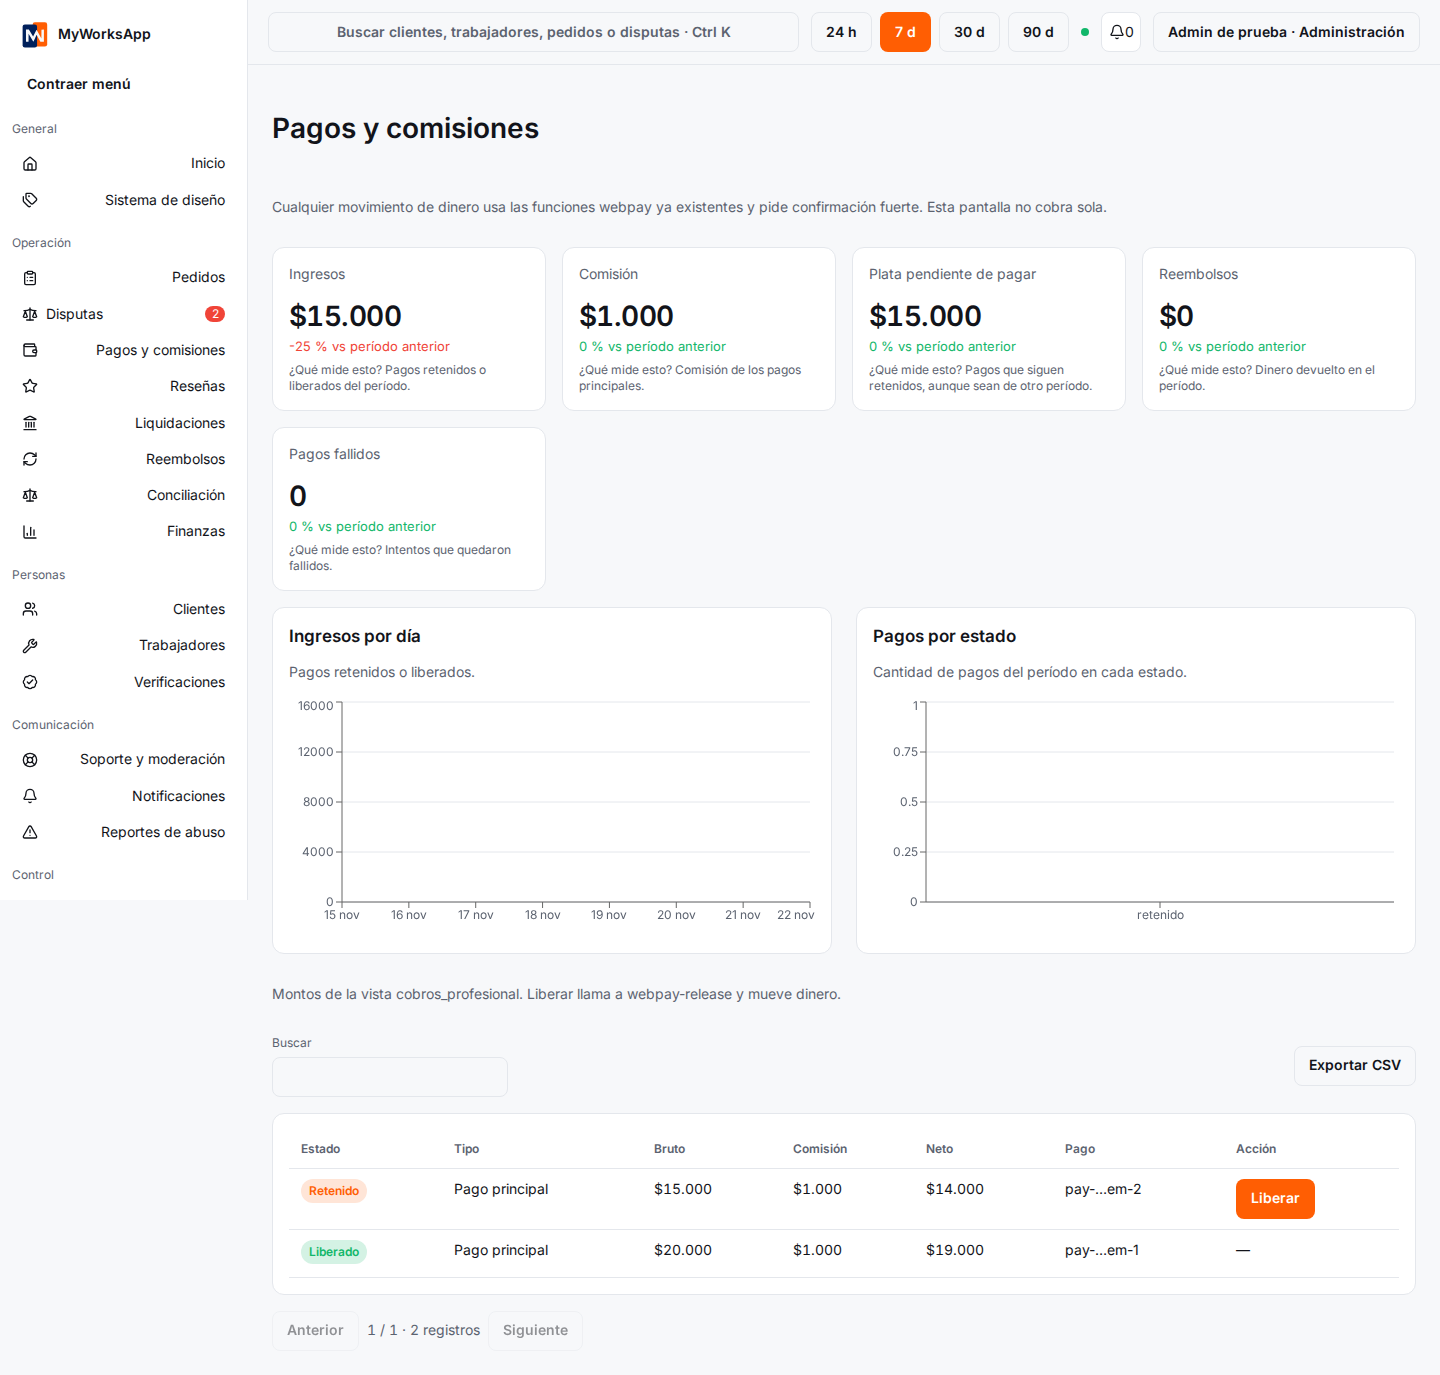 MyWorksApp
Contraer menú
General
Inicio
Sistema de diseño
Operación
Pedidos
Disputas 2
Pagos y comisiones
Reseñas
Liquidaciones
Reembolsos
Conciliación
Finanzas
Personas
Clientes
Trabajadores
Verificaciones
Comunicación
Soporte y moderación
Notificaciones
Reportes de abuso
Control
Buscar clientes, trabajadores, pedidos o disputas · Ctrl K
24 h
7 d
30 d
90 d
0
Admin de prueba · Administración
Pagos y comisiones
Cualquier movimiento de dinero usa las funciones webpay ya existentes y pide confirmación fuerte. Esta pantalla no cobra sola.
Ingresos
$15.000
-25 % vs período anterior
¿Qué mide esto? Pagos retenidos o
liberados del período.
Comisión
$1.000
0 % vs período anterior
¿Qué mide esto? Comisión de los pagos
principales.
Plata pendiente de pagar
$15.000
0 % vs período anterior
¿Qué mide esto? Pagos que siguen
retenidos, aunque sean de otro período.
Reembolsos
$0
0 % vs período anterior
¿Qué mide esto? Dinero devuelto en el
período.
Pagos fallidos
0
0 % vs período anterior
¿Qué mide esto? Intentos que quedaron
fallidos.
Ingresos por día
Pagos retenidos o liberados.
16000
12000
8000
4000
0
15 nov 16 nov 17 nov 18 nov 19 nov 20 nov 21 nov 22 nov
Pagos por estado
Cantidad de pagos del período en cada estado.
1
0.75
0.5
0.25
0
retenido
Montos de la vista cobros_profesional. Liberar llama a webpay-release y mueve dinero.
Buscar
Exportar CSV
Estado Tipo Bruto Comisión Neto Pago Acción
Retenido Pago principal $15.000 $1.000 $14.000 pay-…em-2 Liberar
Liberado Pago principal $20.000 $1.000 $19.000 pay-…em-1 —
Anterior 1 / 1 · 2 registros Siguiente